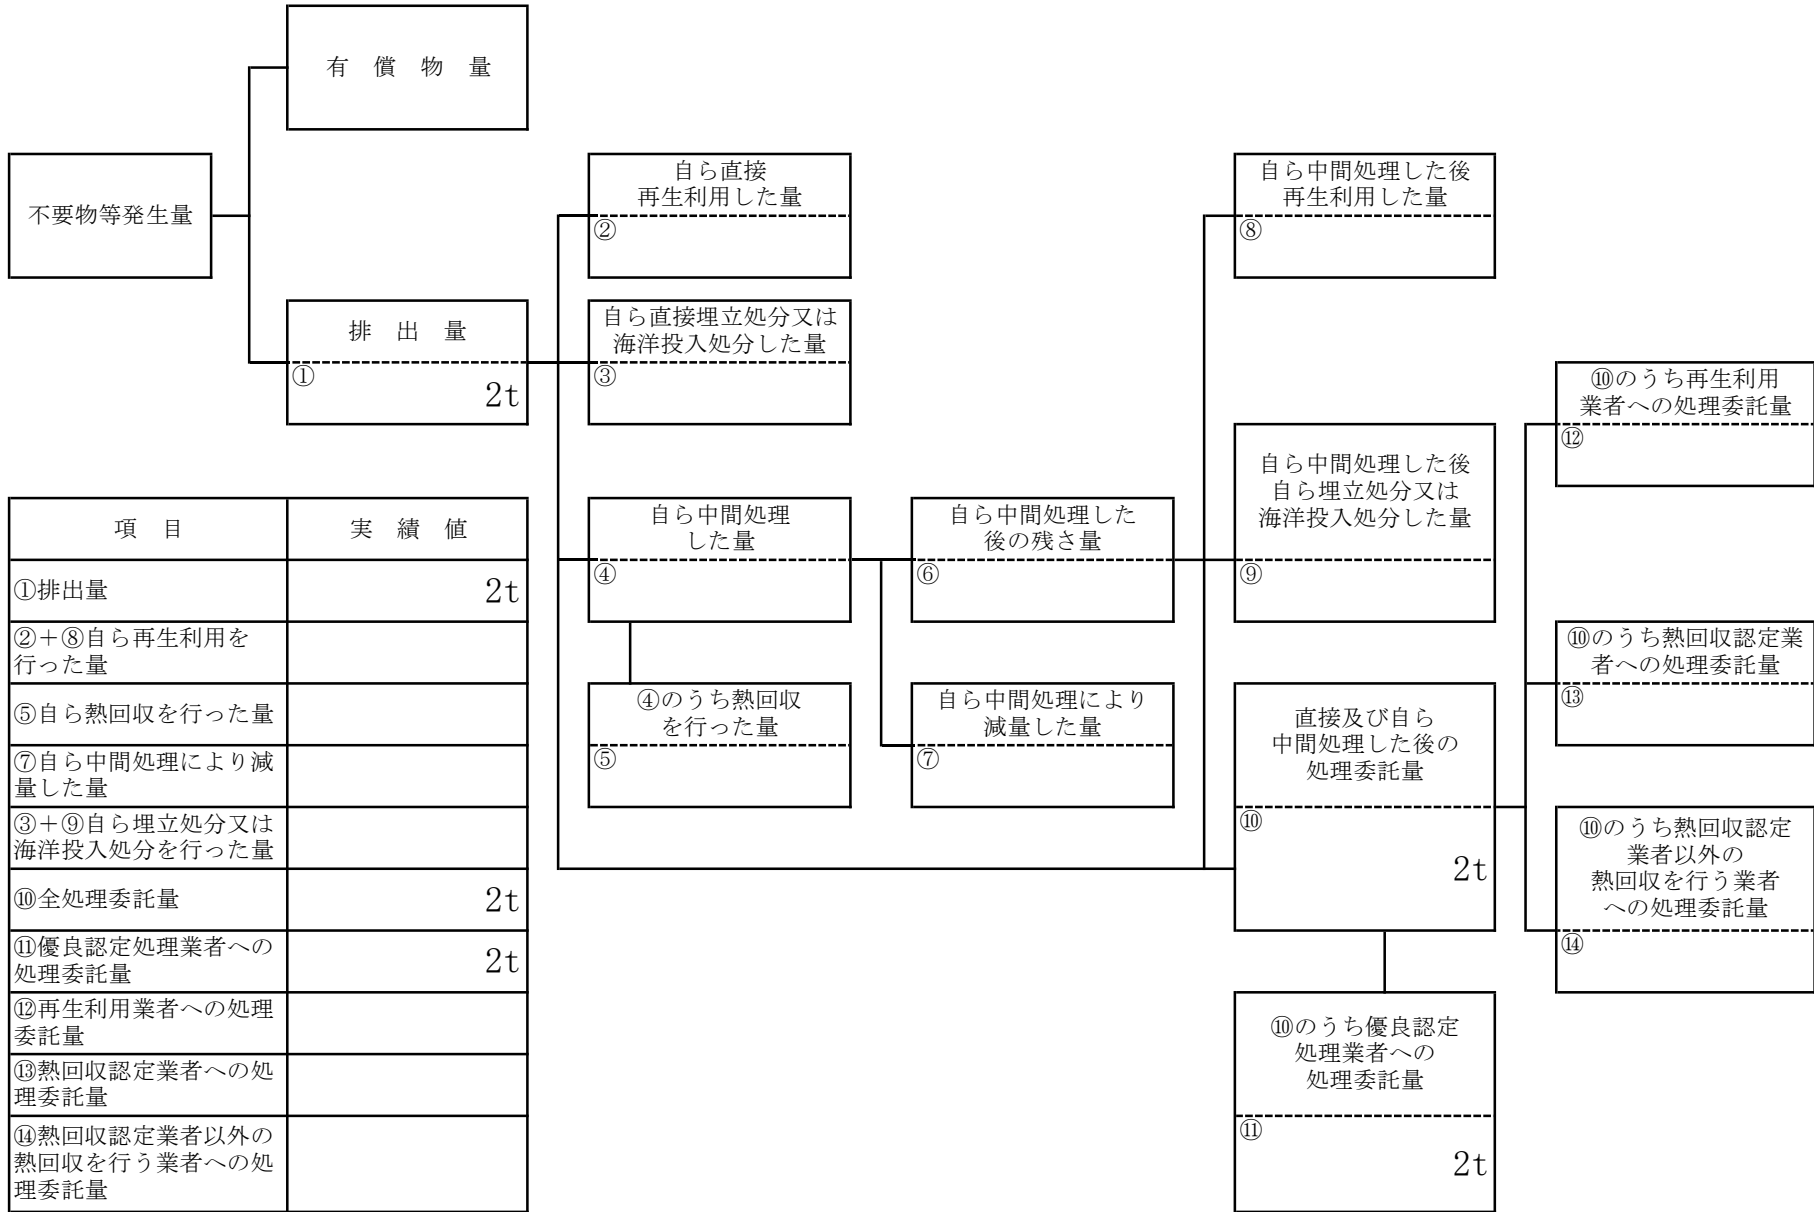 有 償 物 量
不要物等発生量
排 出 量
①
2t
自ら直接
再生利用した量
②
自ら直接埋立処分又は
海洋投入処分した量
③
自ら中間処理
した量
④
④のうち熱回収
を行った量
⑤
自ら中間処理した
後の残さ量
⑥
自ら中間処理により
減量した量
⑦
自ら中間処理した後
再生利用した量
⑧
自ら中間処理した後
自ら埋立処分又は
海洋投入処分した量
⑨
直接及び自ら
中間処理した後の
処理委託量
⑩
2t
⑩のうち優良認定
処理業者への
処理委託量
⑪
2t
⑩のうち再生利用
業者への処理委託量
⑫
⑩のうち熱回収認定業
者への処理委託量
⑬
⑩のうち熱回収認定
業者以外の
熱回収を行う業者
への処理委託量
⑭
項 目 実 績 値
①排出量 2t
②＋⑧自ら再生利用を
行った量
⑤自ら熱回収を行った量
⑦自ら中間処理により減
量した量
③＋⑨自ら埋立処分又は
海洋投入処分を行った量
⑩全処理委託量 2t
⑪優良認定処理業者への
処理委託量 2t
⑫再生利用業者への処理
委託量
⑬熱回収認定業者への処
理委託量
⑭熱回収認定業者以外の
熱回収を行う業者への処
理委託量